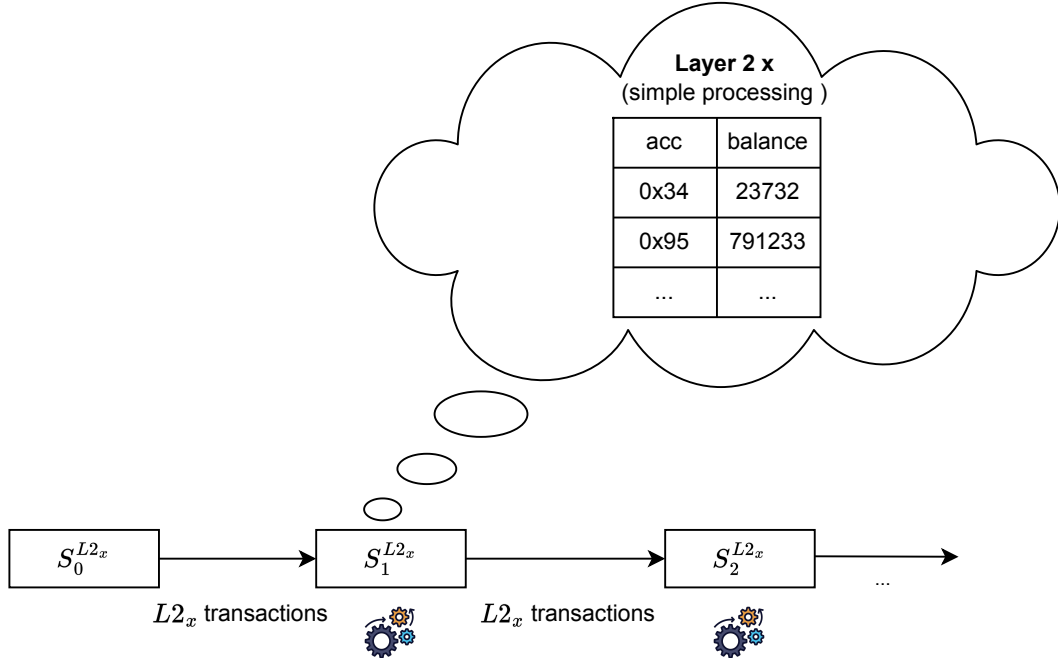 Layer 2 x
(simple processing )
acc balance
0x34 23732
0x95 791233
... ...
$S_0^{L2_x}$ $S_1^{L2_x}$ $S_2^{L2_x}$
...
$L2_x$ transactions $L2_x$ transactions